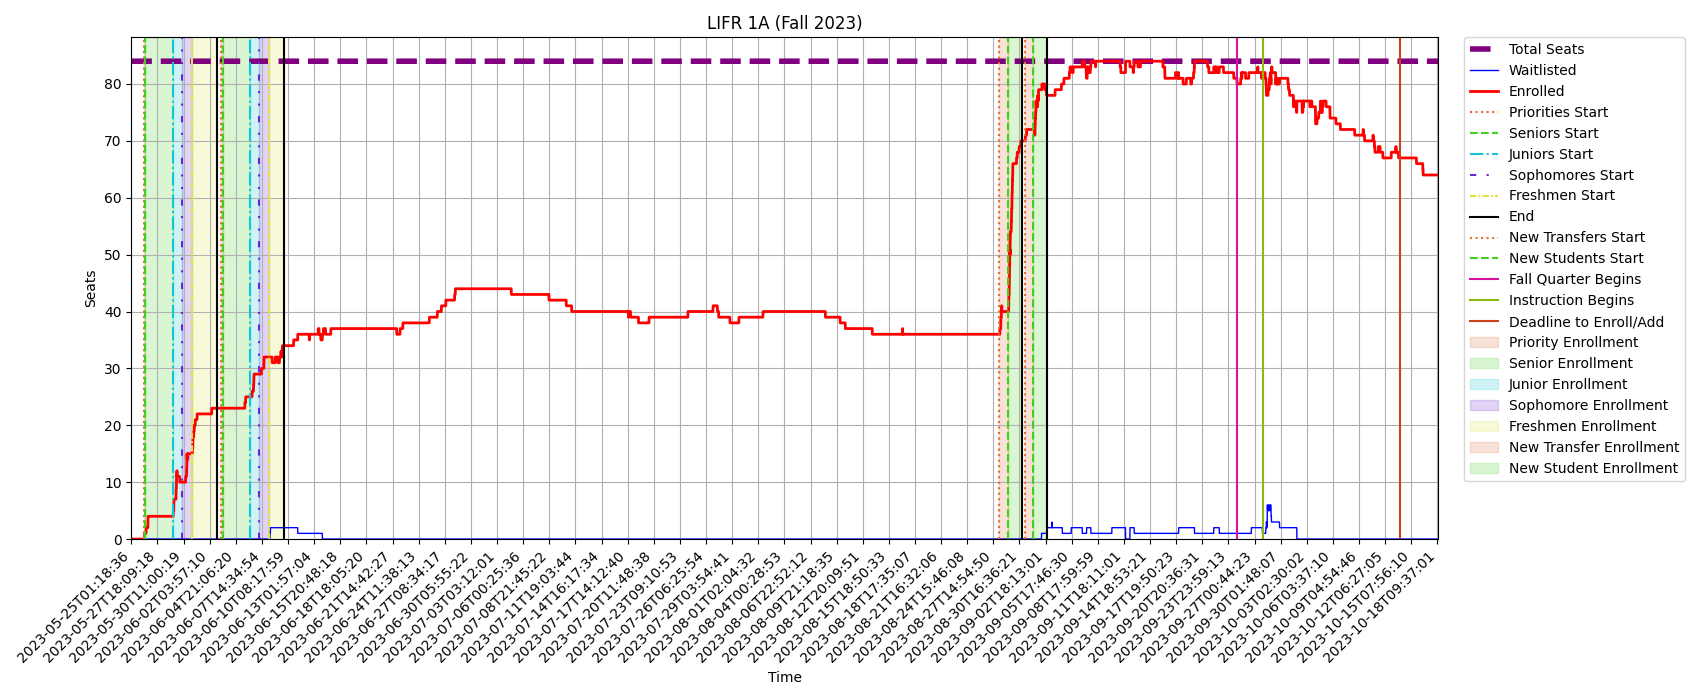 LIFR 1A (Fall 2023)
Seats
80
70
60
50
40
30
20
10
0
2023-05-25T01:18:36
2023-05-27T18:09:18
2023-05-30T11:00:19
2023-06-02T03:57:10
2023-06-04T21:06:20
2023-06-07T14:34:54
2023-06-10T08:17:59
2023-06-13T01:57:04
2023-06-15T20:48:18
2023-06-18T18:05:20
2023-06-21T14:42:27
2023-06-24T11:38:13
2023-06-27T08:34:17
2023-06-30T05:55:22
2023-07-03T03:12:01
2023-07-06T00:25:36
2023-07-08T21:45:22
2023-07-11T19:03:44
2023-07-14T16:17:34
2023-07-17T14:12:40
2023-07-20T11:48:38
2023-07-23T09:10:53
2023-07-26T06:25:54
2023-07-29T03:54:41
2023-08-01T02:04:32
2023-08-04T00:28:53
2023-08-06T22:52:12
2023-08-09T21:18:35
2023-08-12T20:09:51
2023-08-15T18:50:33
2023-08-18T17:35:07
2023-08-21T16:32:06
2023-08-24T15:46:08
2023-08-27T14:54:50
2023-08-30T16:36:21
2023-09-02T18:13:01
2023-09-05T17:46:30
2023-09-08T17:59:59
2023-09-11T18:11:01
2023-09-14T18:53:21
2023-09-17T19:50:23
2023-09-20T20:36:31
2023-09-23T23:59:13
2023-09-27T00:44:23
2023-09-30T01:48:07
2023-10-03T02:30:02
2023-10-06T03:37:10
2023-10-09T04:54:46
2023-10-12T06:27:05
2023-10-15T07:56:10
2023-10-18T09:37:01
Time
Total Seats
Waitlisted
Enrolled
Priorities Start
Seniors Start
Juniors Start
Sophomores Start
Freshmen Start
End
New Transfers Start
New Students Start
Fall Quarter Begins
Instruction Begins
Deadline to Enroll/Add
Priority Enrollment
Senior Enrollment
Junior Enrollment
Sophomore Enrollment
Freshmen Enrollment
New Transfer Enrollment
New Student Enrollment